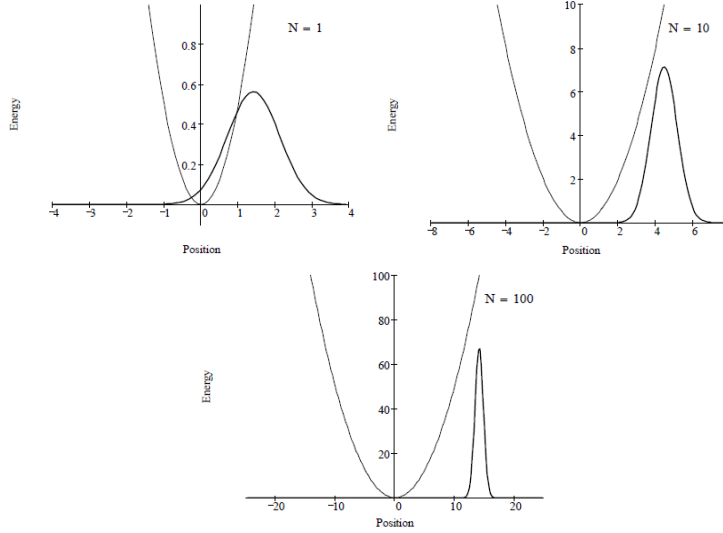 N = 1
0.8
0.6
0.4
0.2
Energy
−4 −3 −2 −1 0 1 2 3 4
Position
10
N = 10
8
6
4
2
Energy
−8 −6 −4 −2 0 2 4 6
Position
100
N = 100
80
60
40
20
Energy
−20 −10 0 10 20
Position